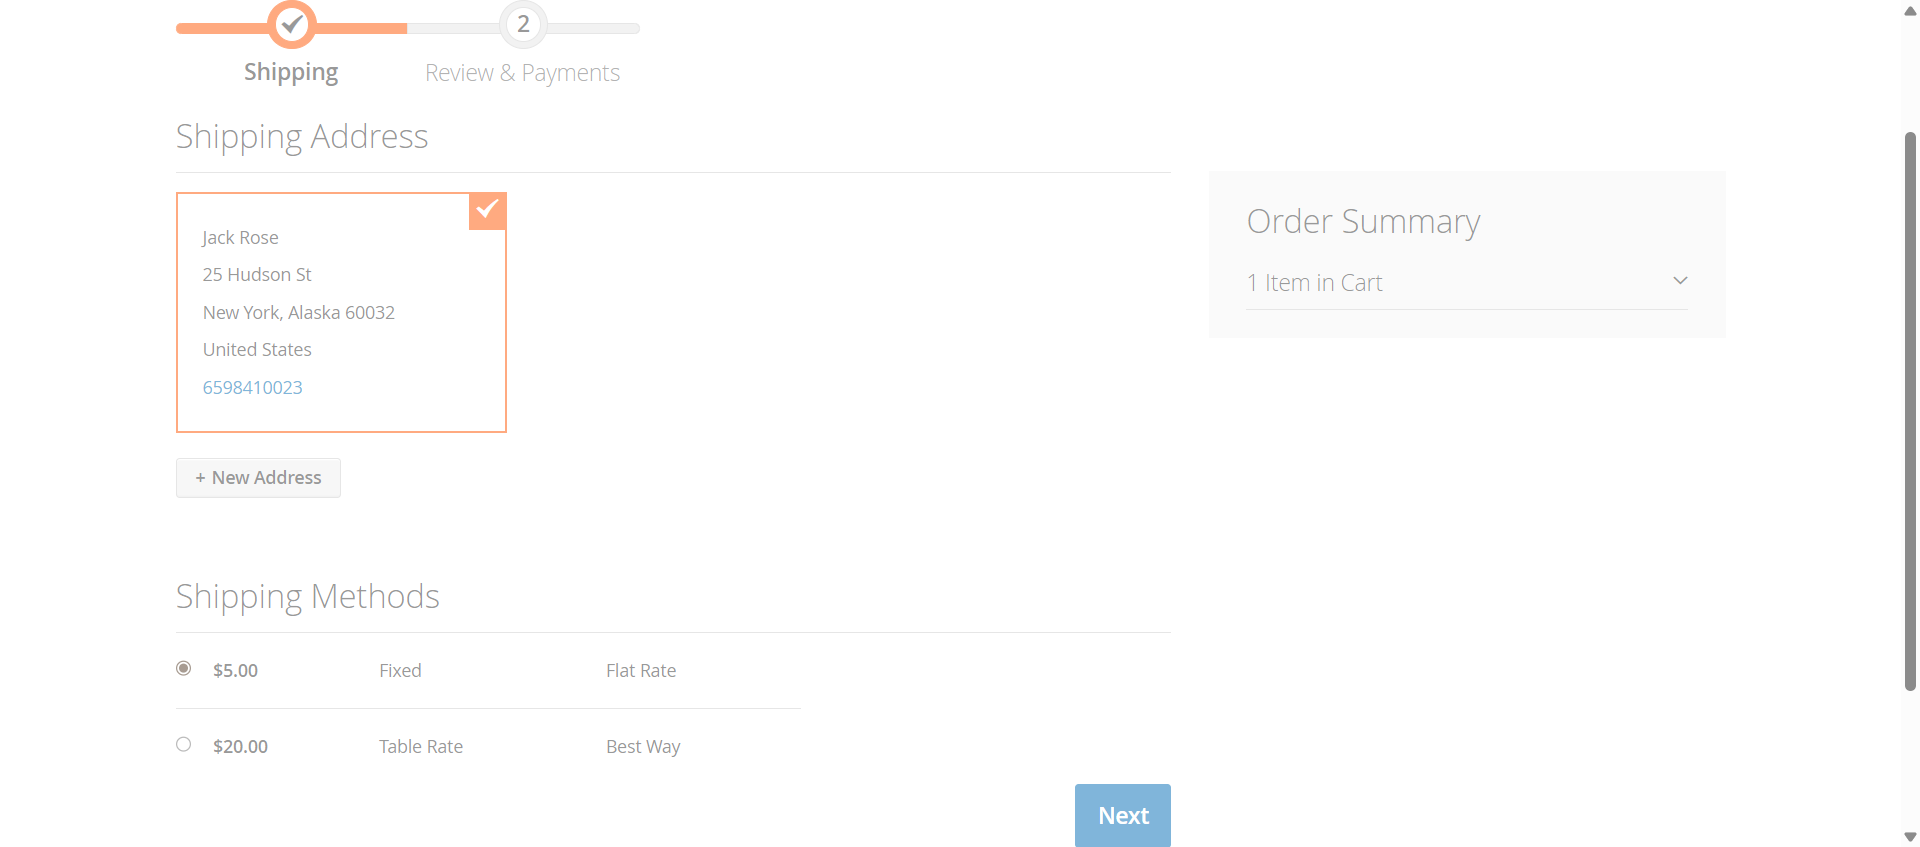 2
Shipping
Review & Payments
Shipping Address
Jack Rose
25 Hudson St
New York, Alaska 60032
United States
6598410023
+ New Address
Order Summary
1 Item in Cart
Shipping Methods
$5.00 Fixed Flat Rate
$20.00 Table Rate Best Way
Next